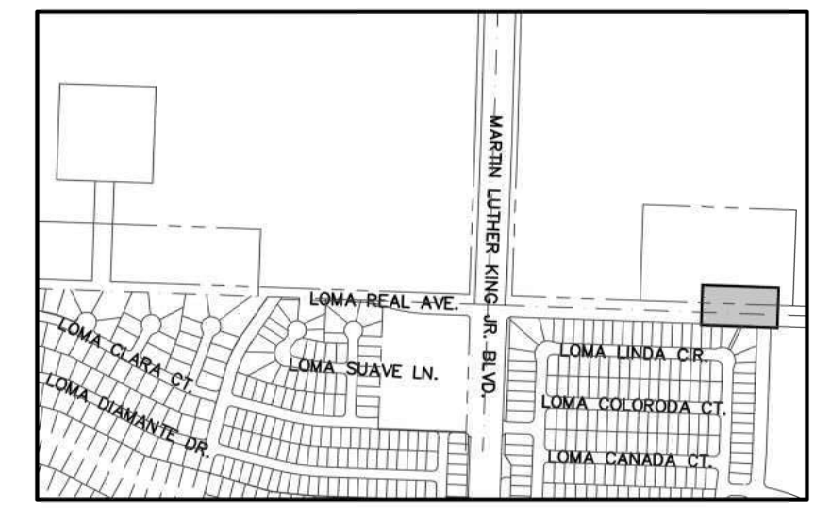 MARTIN LUTHER KING JR. BLVD.
LOMA REAL AVE.
LOMA CLARA CT.
LOMA SUAVE LN.
LOMA DIAMANTE DR.
LOMA LINDA CIR.
LOMA COLORODA CT.
LOMA CANADA CT.